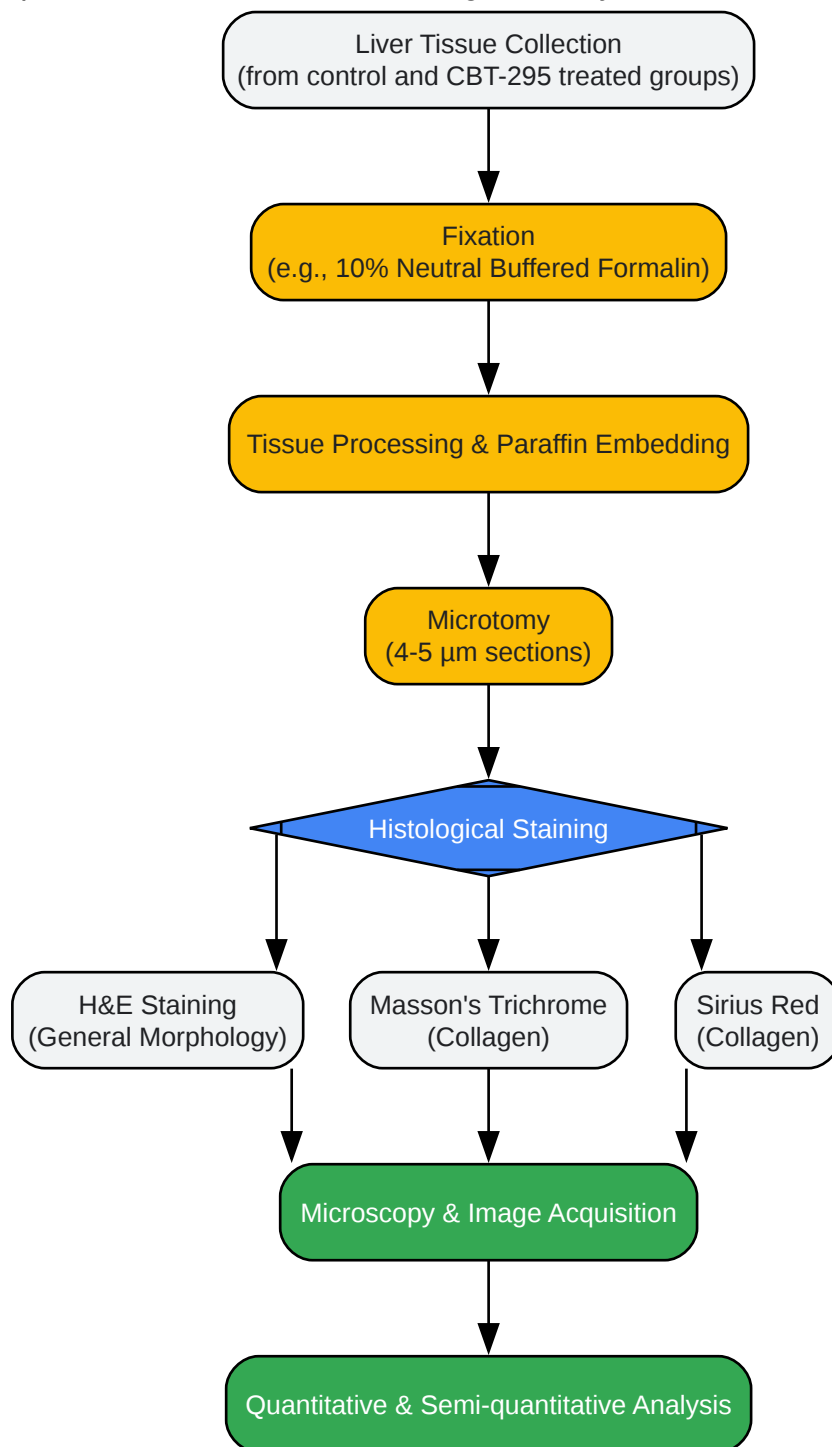 Liver Tissue Collection
(from control and CBT-295 treated groups)
Fixation
(e.g., 10% Neutral Buffered Formalin)
Tissue Processing & Paraffin Embedding
Microtomy
(4-5 µm sections)
Histological Staining
H&E Staining
(General Morphology)
Masson's Trichrome
(Collagen)
Sirius Red
(Collagen)
Microscopy & Image Acquisition
Quantitative & Semi-quantitative Analysis